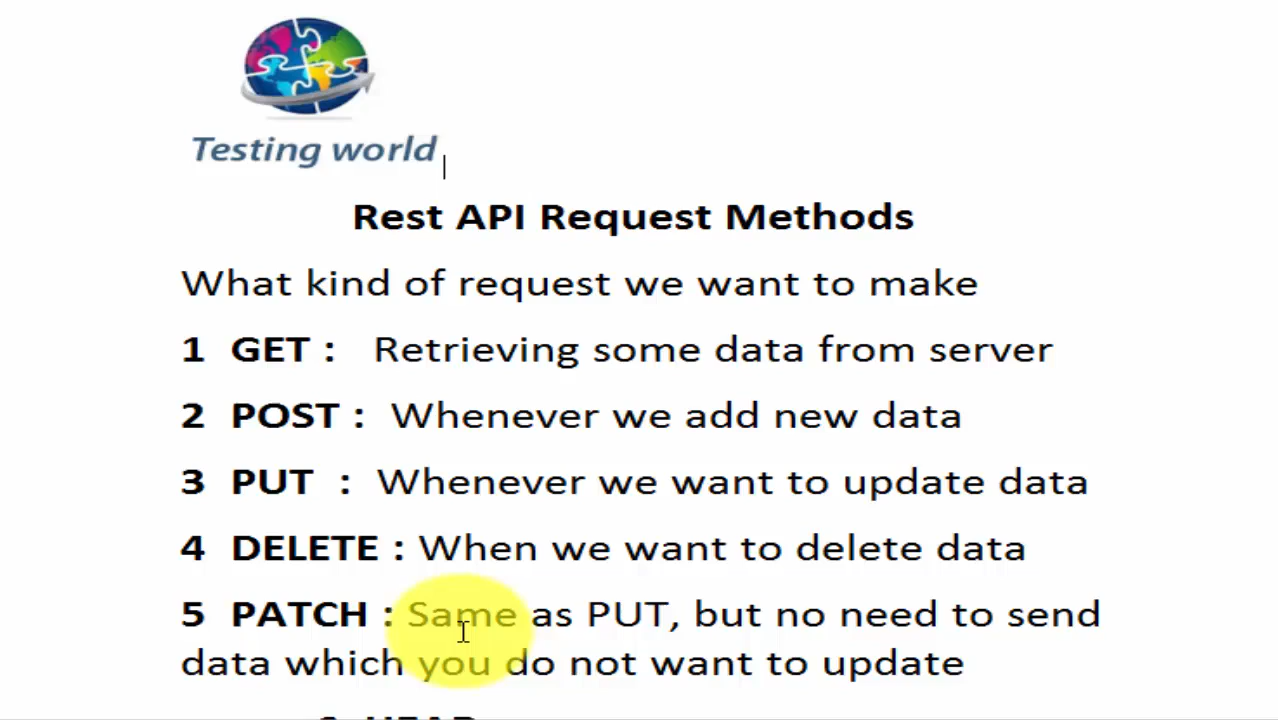 Testing world
Rest API Request Methods
What kind of request we want to make
1 GET : Retrieving some data from server
2 POST : Whenever we add new data
3 PUT : Whenever we want to update data
4 DELETE : When we want to delete data
5 PATCH : Same as PUT, but no need to send
data which you do not want to update